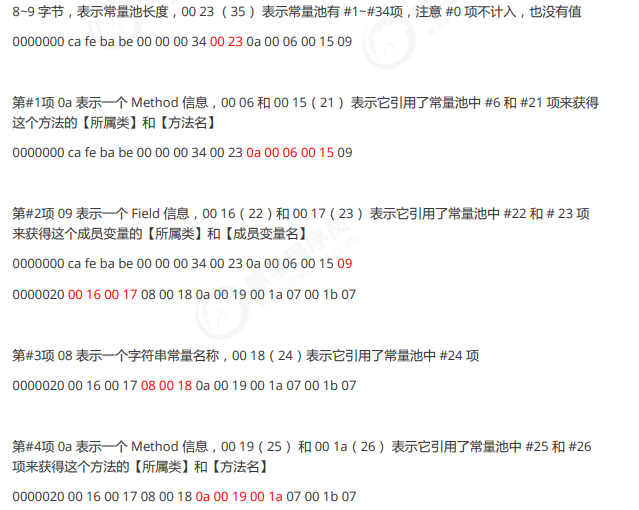 8~9 字节，表示常量池长度，00 23 （35） 表示常量池有 #1~#34项，注意 #0 项不计入，也没有值
0000000 ca fe ba be 00 00 00 34 00 23 0a 00 06 00 15 09
第#1项 0a 表示一个 Method 信息，00 06 和 00 15（21） 表示它引用了常量池中 #6 和 #21 项来获得
这个方法的【所属类】和【方法名】
0000000 ca fe ba be 00 00 00 34 00 23 0a 00 06 00 15 09
第#2项 09 表示一个 Field 信息，00 16（22）和 00 17（23） 表示它引用了常量池中 #22 和 # 23 项
来获得这个成员变量的【所属类】和【成员变量名】
0000000 ca fe ba be 00 00 00 34 00 23 0a 00 06 00 15 09
0000020 00 16 00 17 08 00 18 0a 00 19 00 1a 07 00 1b 07
第#3项 08 表示一个字符串常量名称，00 18（24）表示它引用了常量池中 #24 项
0000020 00 16 00 17 08 00 18 0a 00 19 00 1a 07 00 1b 07
第#4项 0a 表示一个 Method 信息，00 19（25） 和 00 1a（26） 表示它引用了常量池中 #25 和 #26
项来获得这个方法的【所属类】和【方法名】
0000020 00 16 00 17 08 00 18 0a 00 19 00 1a 07 00 1b 07